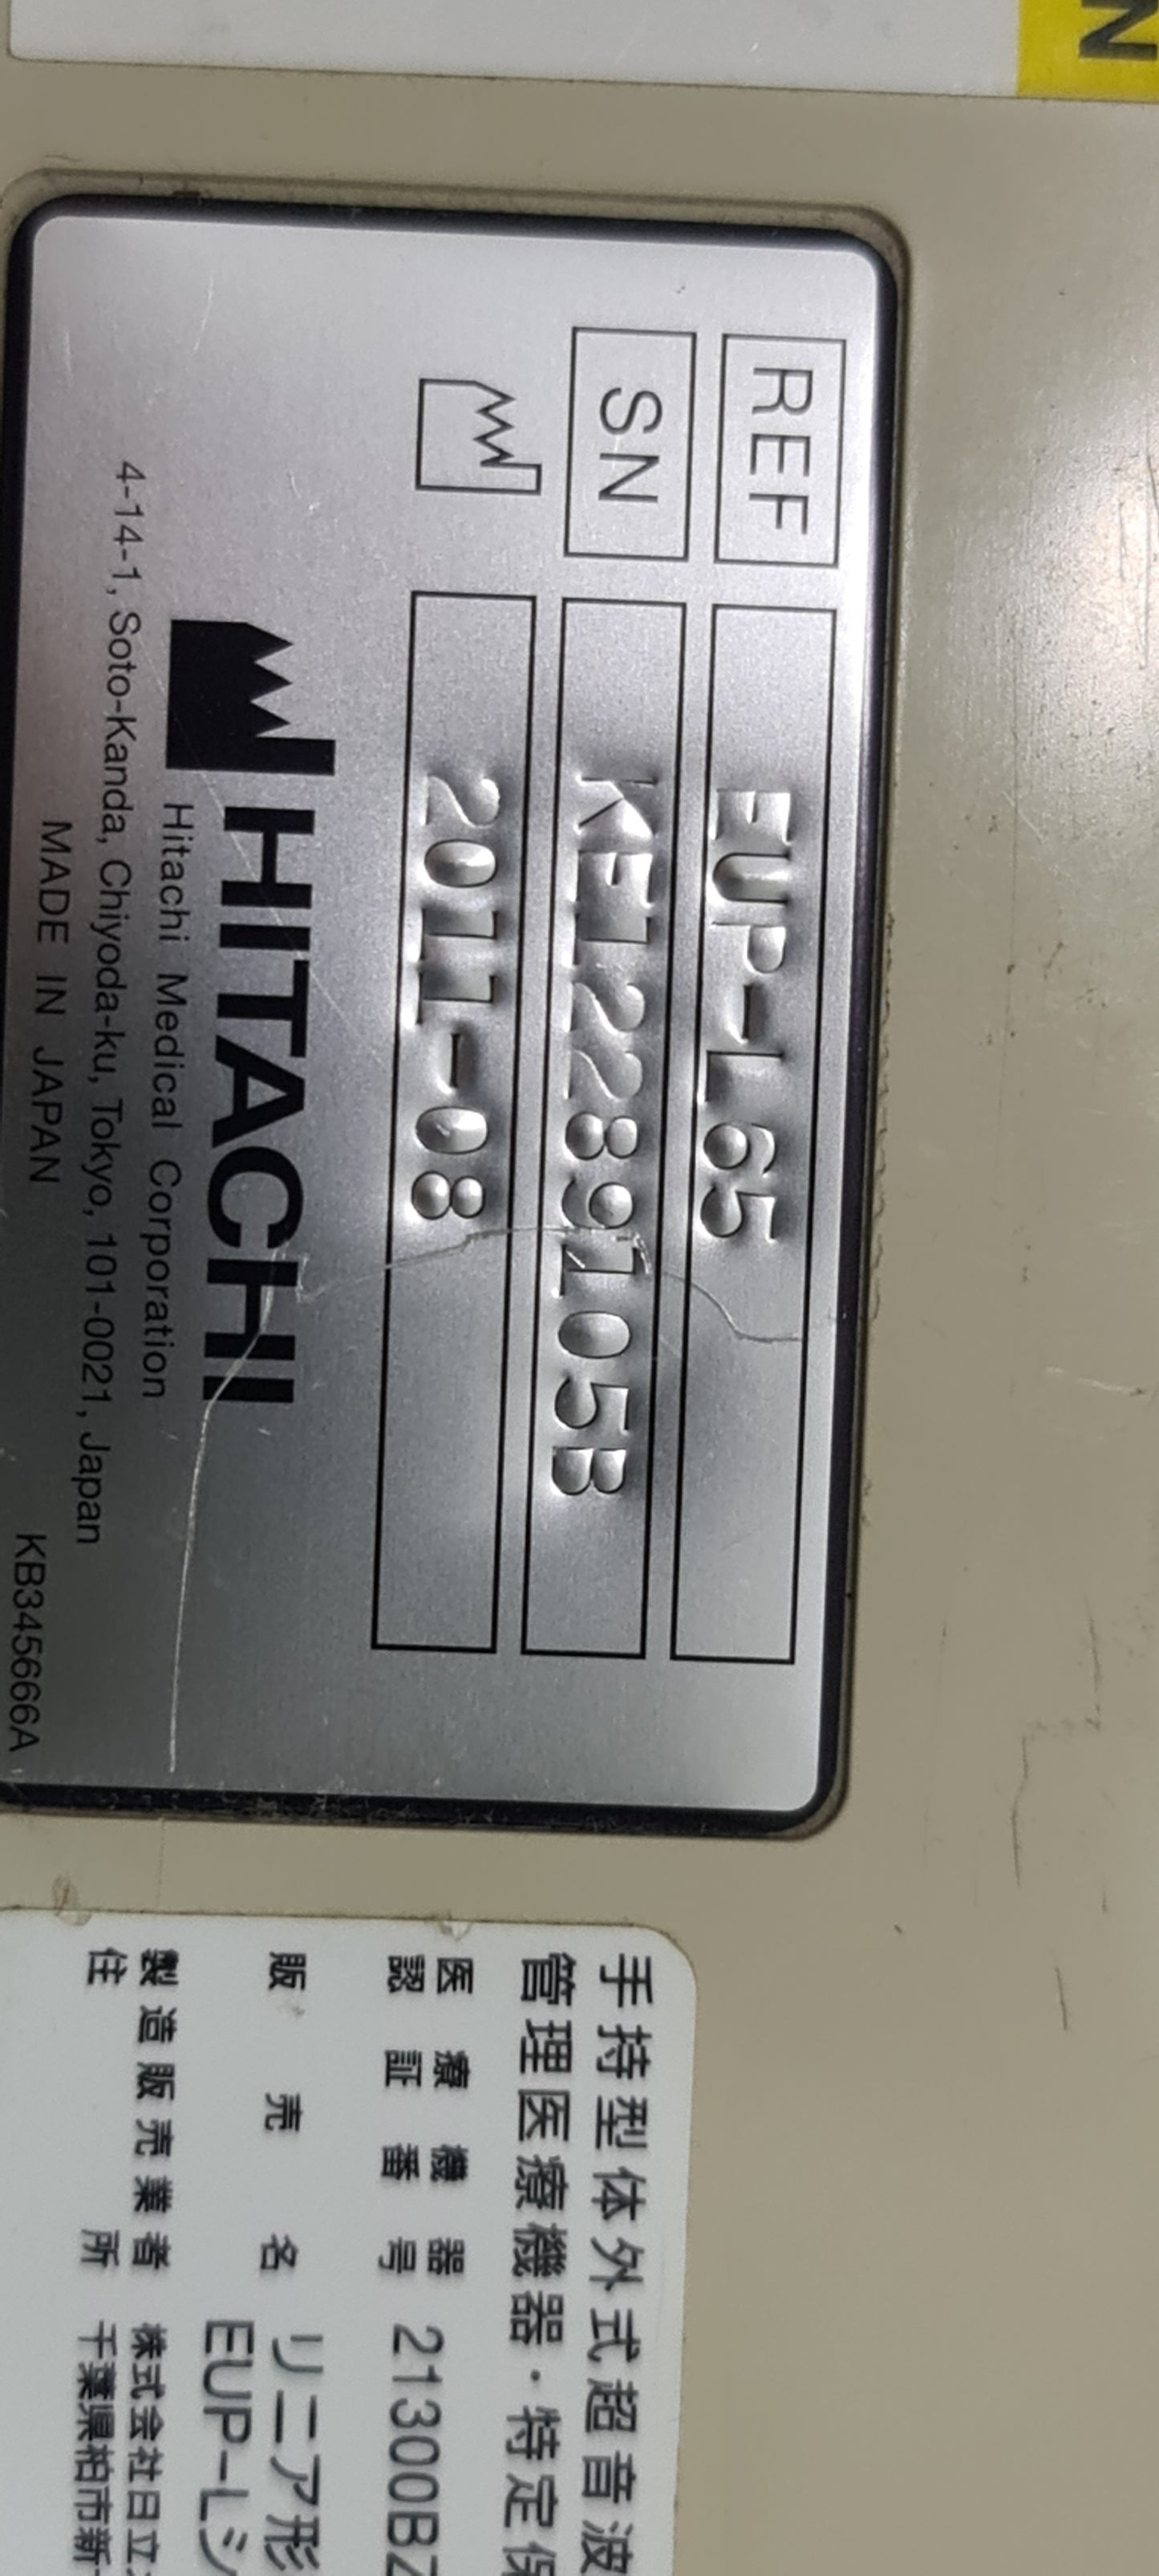 N
REF EUP-L65
SN KE12289105B
2011-08
HITACHI
Hitachi Medical Corporation
4-14-1, Soto-Kanda, Chiyoda-ku, Tokyo, 101-0021, Japan
MADE IN JAPAN
KB345666A
手持型体外式超音波
管理医療機器・特定保
医療機器
認証番号 21300BZ
販売名 リニア形
EUP-Lシ
製造販売業者 株式会社日立
住所 千葉県柏市新